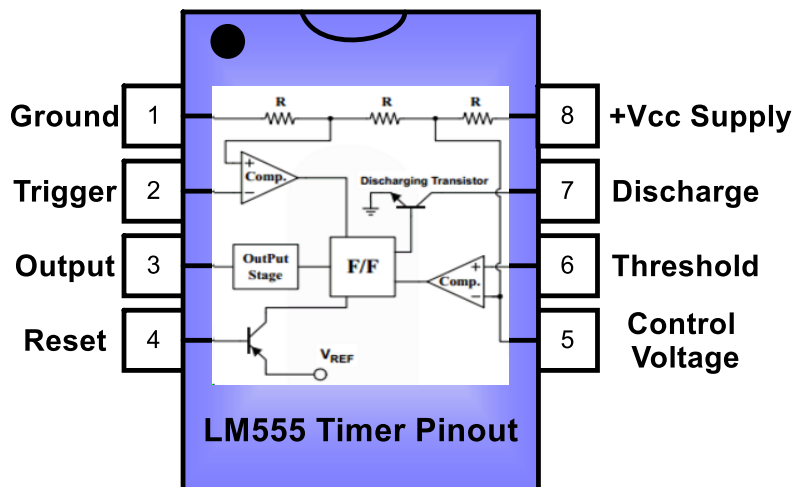 R R R
Ground 1
8 +Vcc Supply
+
Comp.
−
Trigger 2
Discharging Transistor
7 Discharge
Output 3
OutPut
Stage
F/F
+
Comp.
−
6 Threshold
Reset 4
VREF
5 Control
Voltage
LM555 Timer Pinout